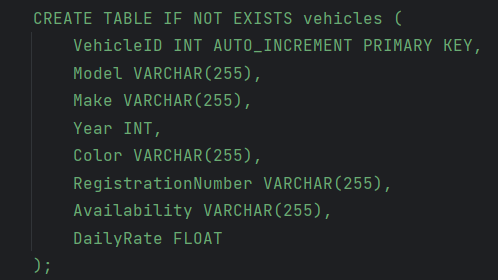 CREATE TABLE IF NOT EXISTS vehicles (
    VehicleID INT AUTO_INCREMENT PRIMARY KEY,
    Model VARCHAR(255),
    Make VARCHAR(255),
    Year INT,
    Color VARCHAR(255),
    RegistrationNumber VARCHAR(255),
    Availability VARCHAR(255),
    DailyRate FLOAT
);